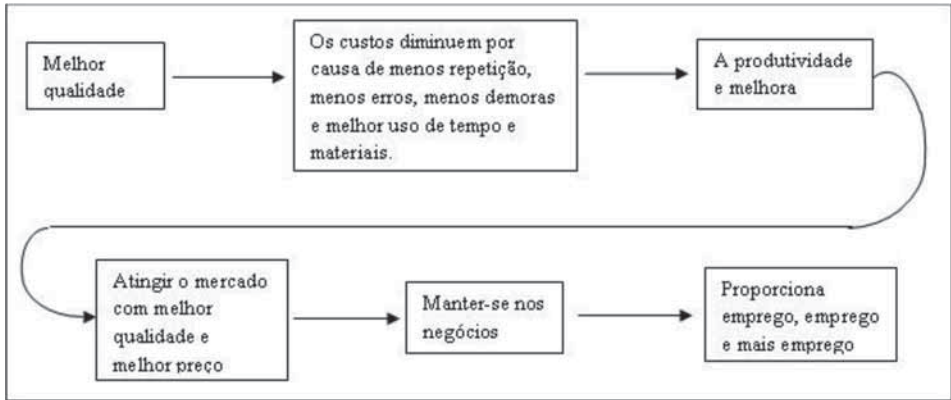 Melhor
qualidade
Os custos diminuem por
causa de menos repetição,
menos erros, menos demoras
e melhor uso de tempo e
materiais.
A produtividade
e melhora
Atingir o mercado
com melhor
qualidade e
melhor preço
Manter-se nos
negócios
Proporciona
emprego, emprego
e mais emprego